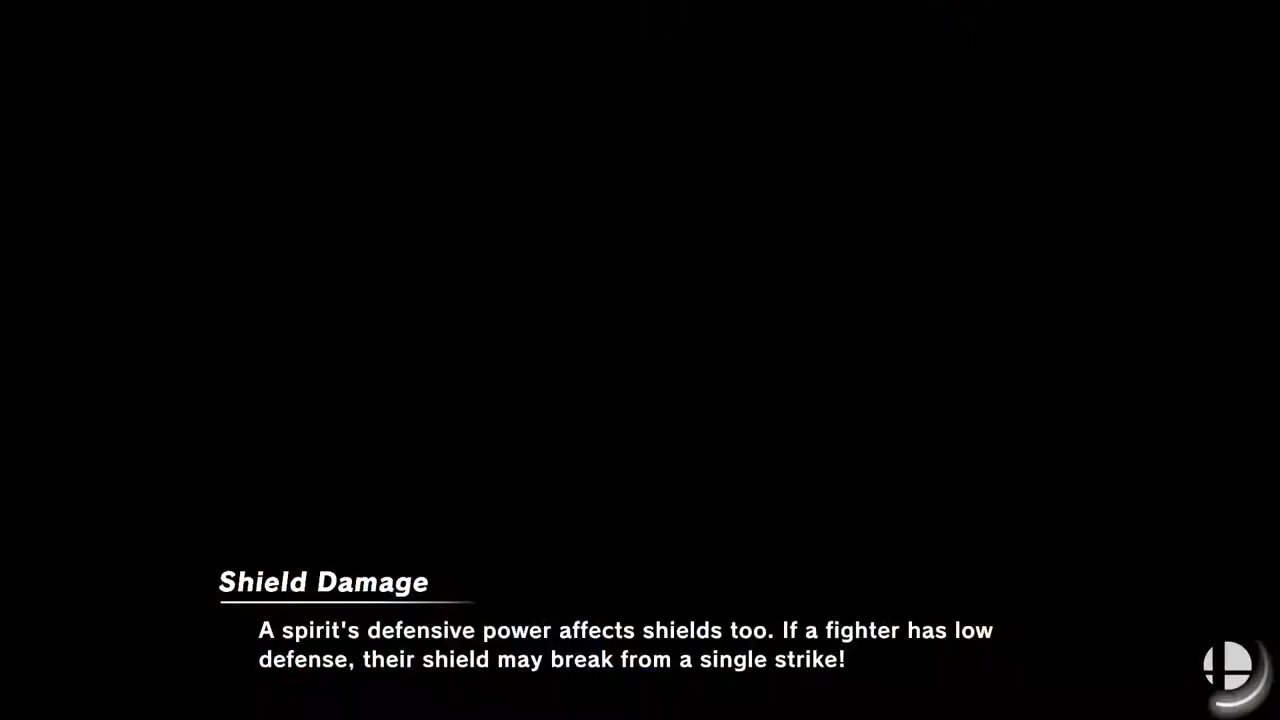 Shield Damage
A spirit's defensive power affects shields too. If a fighter has low
defense, their shield may break from a single strike!